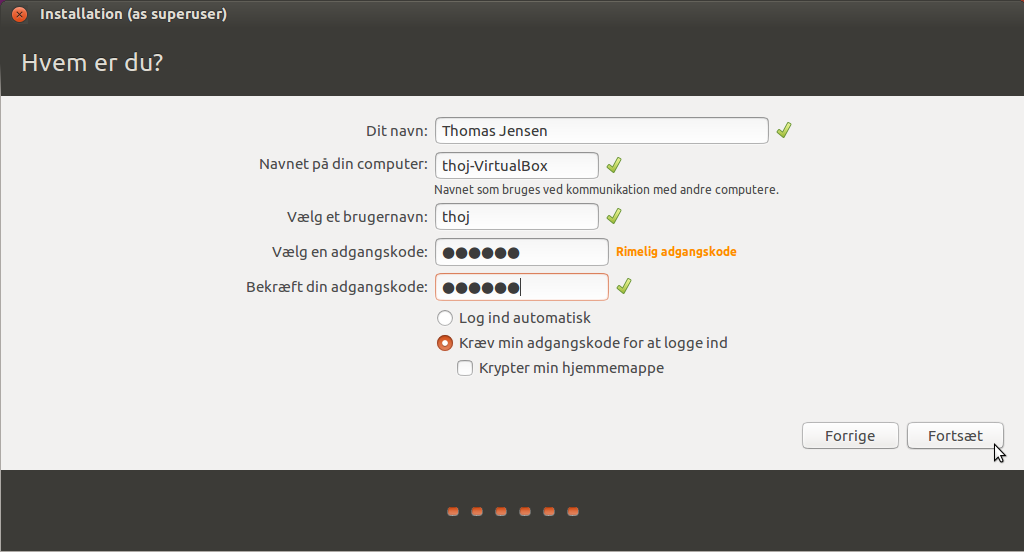 Installation (as superuser)
Hvem er du?
Dit navn: Thomas Jensen
Navnet på din computer: thoj-VirtualBox
Navnet som bruges ved kommunikation med andre computere.
Vælg et brugernavn: thoj
Vælg en adgangskode: ●●●●●● Rimelig adgangskode
Bekræft din adgangskode: ●●●●●●
Log ind automatisk
Kræv min adgangskode for at logge ind
Krypter min hjemmemappe
Forrige Fortsæt